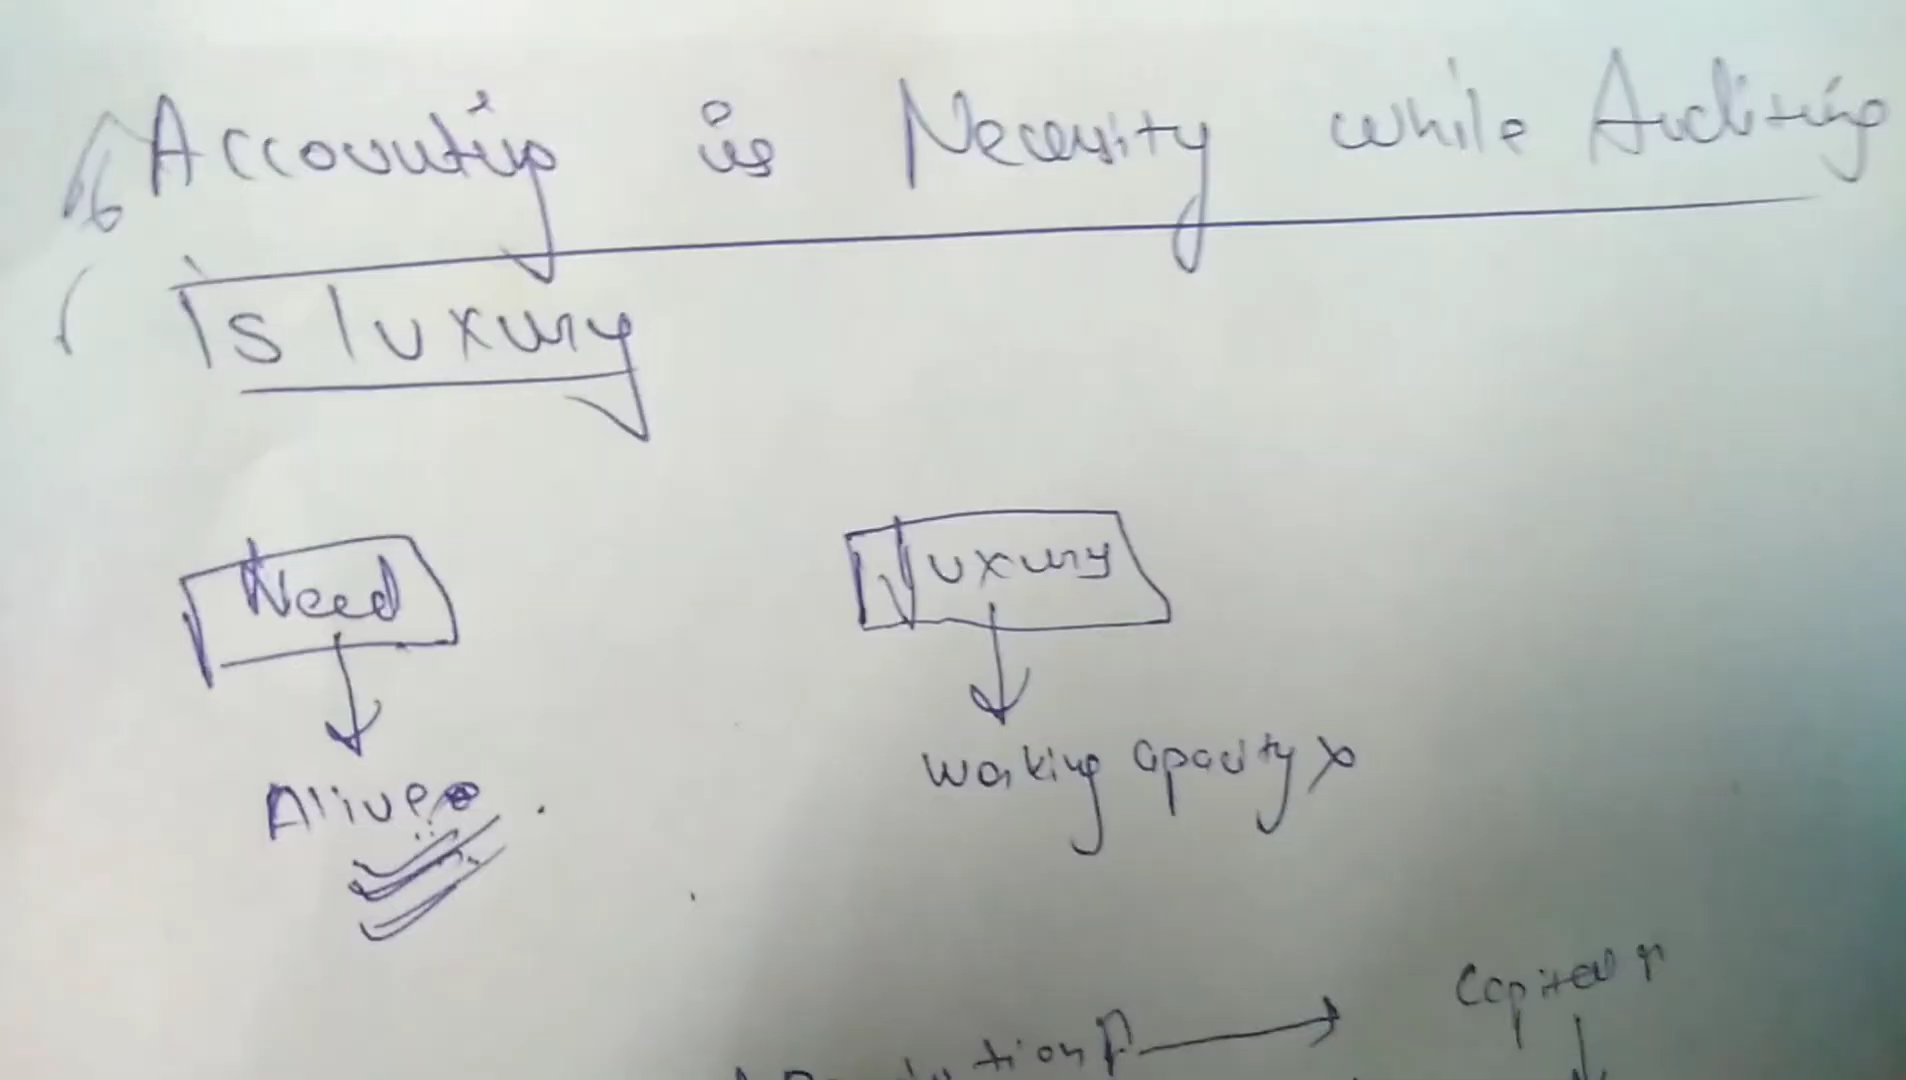 Accounting is Necessity while Auditing
is luxury
Need
Luxury
Alive
Working Capacity
Capital ↑